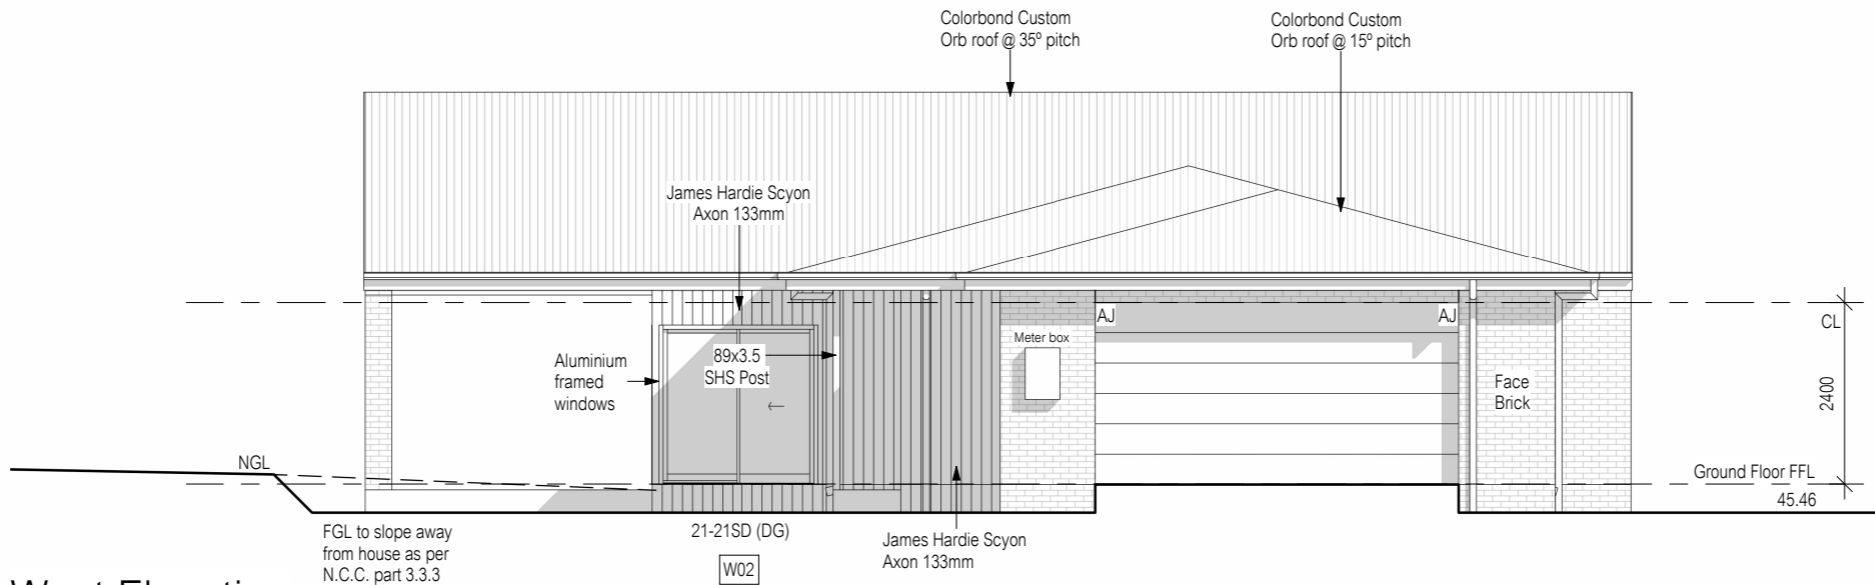 Colorbond Custom
Orb roof @ 35º pitch
Colorbond Custom
Orb roof @ 15º pitch
James Hardie Scyon
Axon 133mm
AJ
AJ
CL
Meter box
Aluminium
framed
windows
89x3.5
SHS Post
Face
Brick
2400
NGL
Ground Floor FFL
45.46
FGL to slope away
from house as per
N.C.C. part 3.3.3
21-21SD (DG)
W02
James Hardie Scyon
Axon 133mm